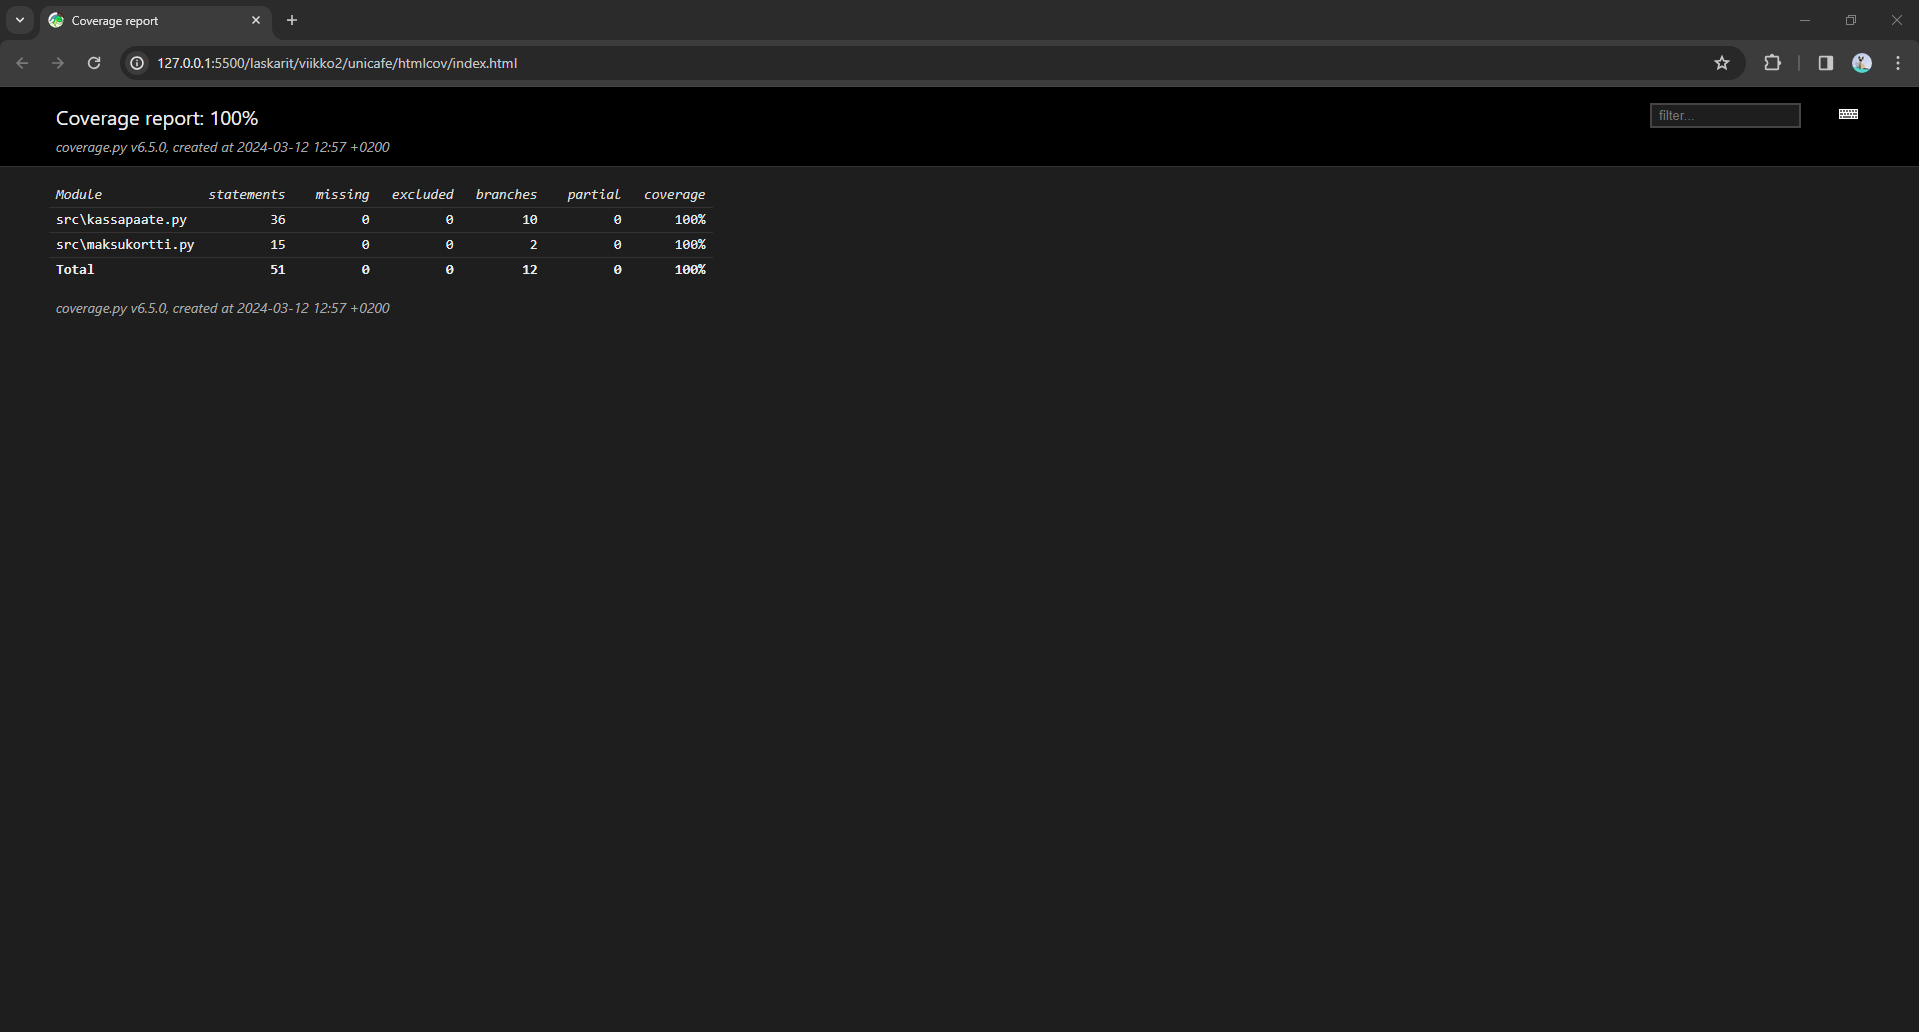 Coverage report
127.0.0.1:5500/laskarit/viikko2/unicafe/htmlcov/index.html
Coverage report: 100%
filter...
coverage.py v6.5.0, created at 2024-03-12 12:57 +0200
Module statements missing excluded branches partial coverage
src\kassapaate.py 36 0 0 10 0 100%
src\maksukortti.py 15 0 0 2 0 100%
Total 51 0 0 12 0 100%
coverage.py v6.5.0, created at 2024-03-12 12:57 +0200